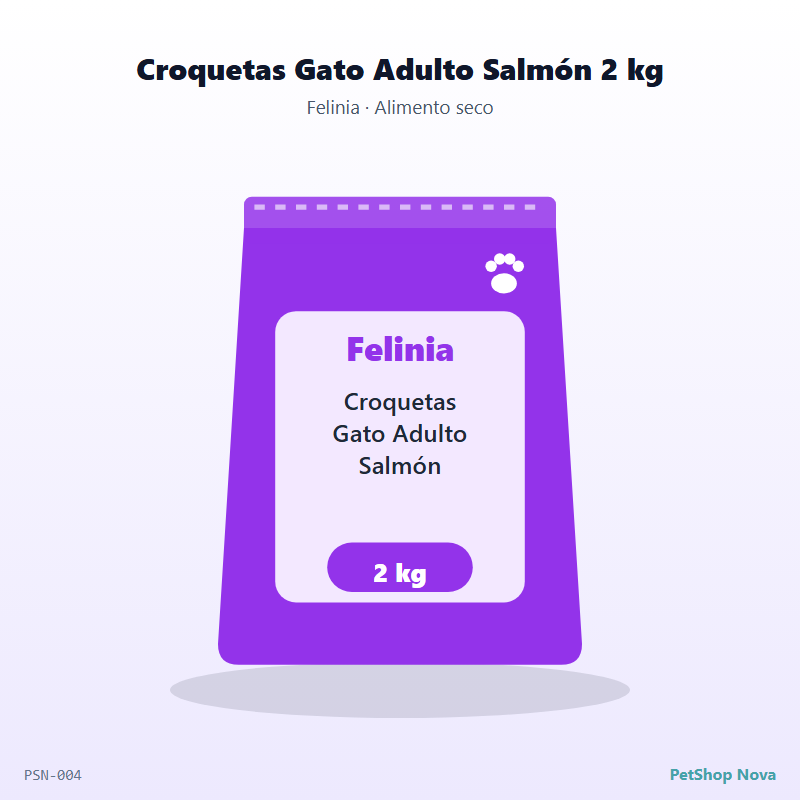 Croquetas Gato Adulto Salmón 2 kg
Felinia · Alimento seco
Felinia
Croquetas
Gato Adulto
Salmón
2 kg
PSN-004
PetShop Nova